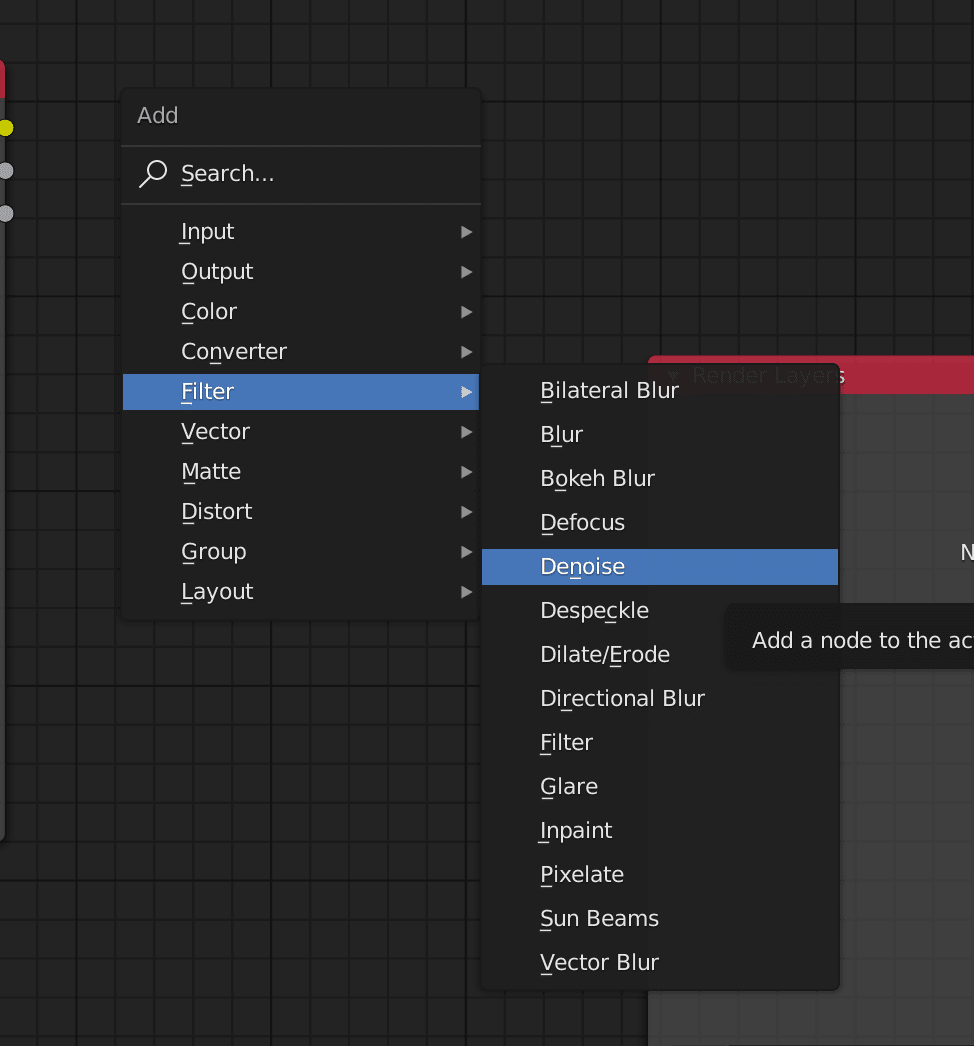 Add
Search...
Input
Output
Color
Converter
Filter
Vector
Matte
Distort
Group
Layout
Render Layers
Bilateral Blur
Blur
Bokeh Blur
Defocus
Denoise
Despeckle
Dilate/Erode
Directional Blur
Filter
Glare
Inpaint
Pixelate
Sun Beams
Vector Blur
N
Add a node to the ac